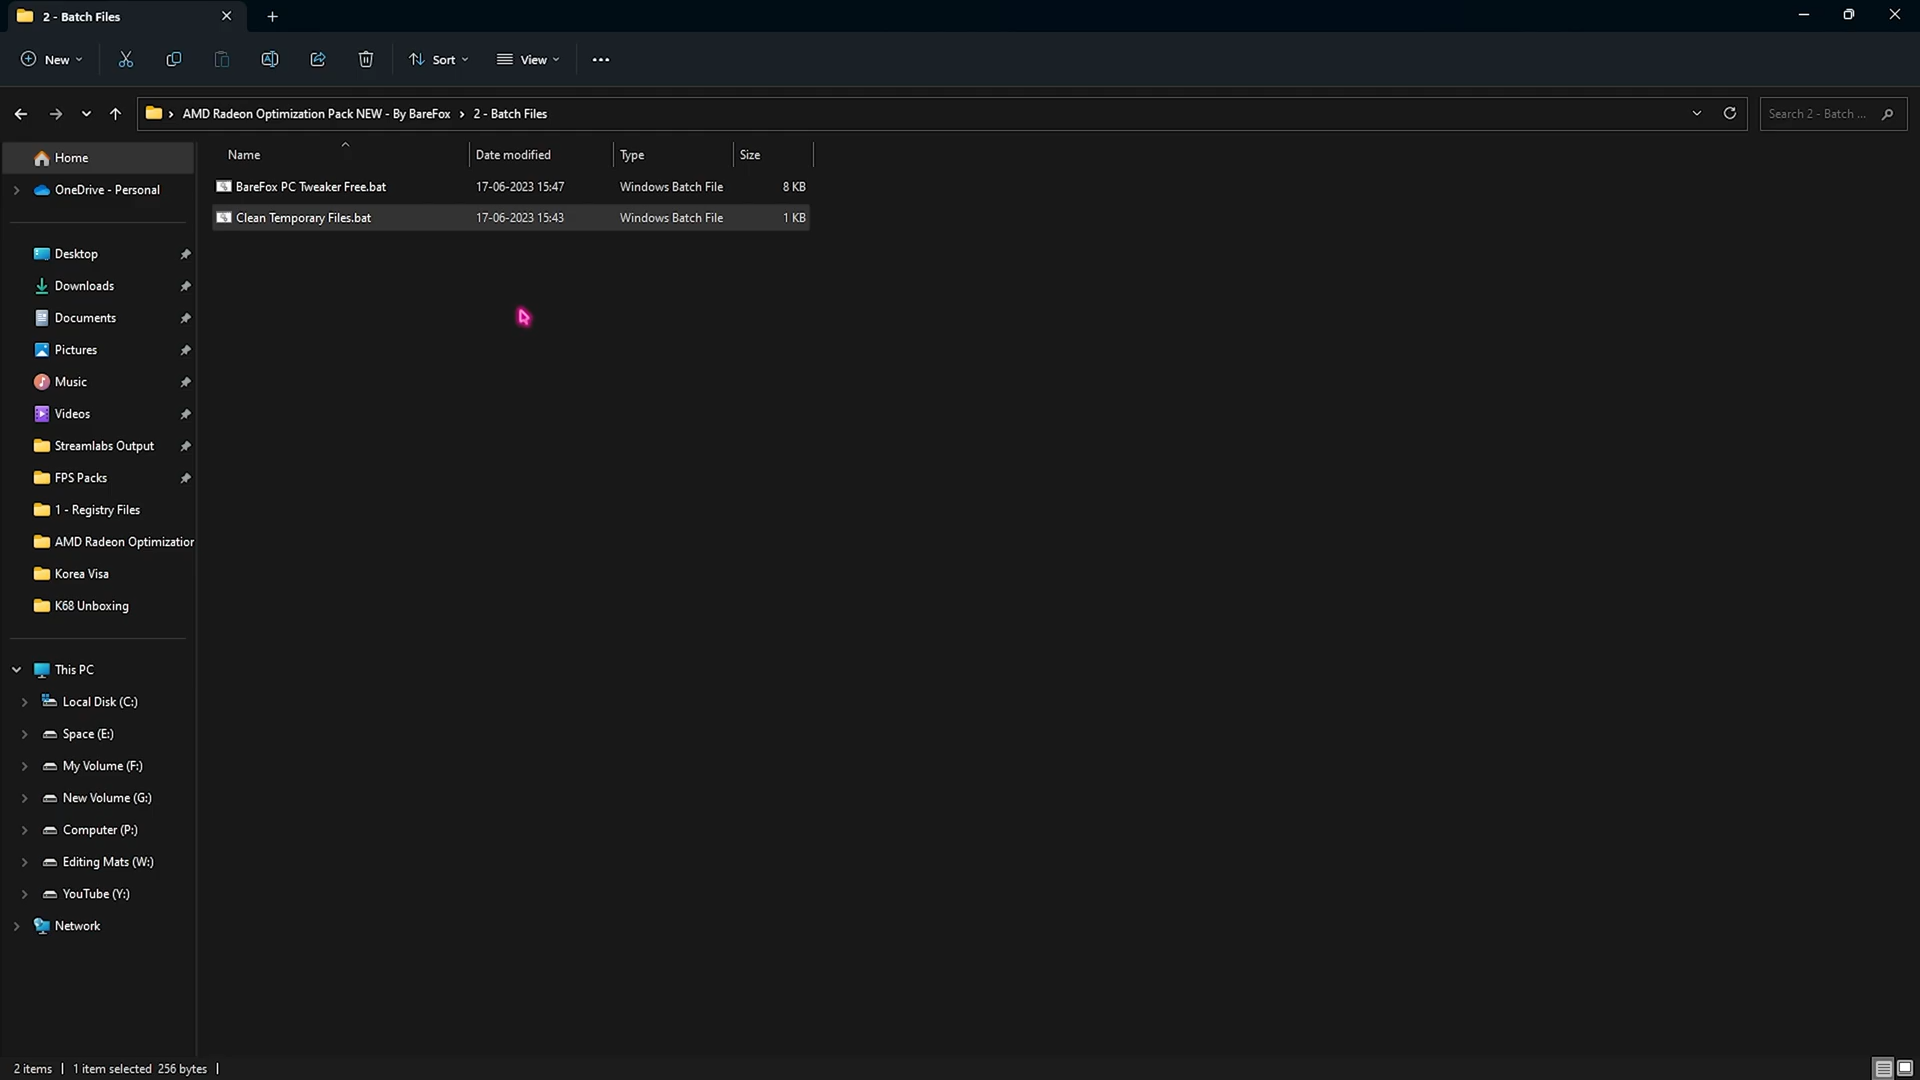 2 - Batch Files
New
Sort
View
AMD Radeon Optimization Pack NEW - By BareFox > 2 - Batch Files
Search 2 - Batch ...
Name Date modified Type Size
BareFox PC Tweaker Free.bat 17-06-2023 15:47 Windows Batch File 8 KB
Clean Temporary Files.bat 17-06-2023 15:43 Windows Batch File 1 KB
Home
OneDrive - Personal
Desktop
Downloads
Documents
Pictures
Music
Videos
Streamlabs Output
FPS Packs
1 - Registry Files
AMD Radeon Optimization
Korea Visa
K68 Unboxing
This PC
Local Disk (C:)
Space (E:)
My Volume (F:)
New Volume (G:)
Computer (P:)
Editing Mats (W:)
YouTube (Y:)
Network
2 items 1 item selected 256 bytes